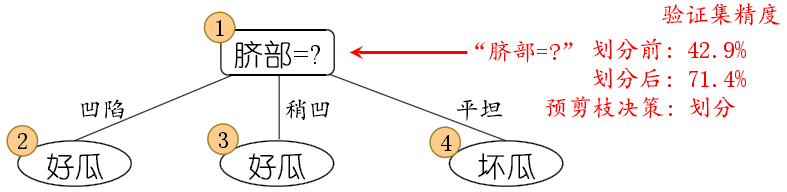 验证集精度
①
脐部=?
“脐部=?” 划分前: 42.9%
划分后: 71.4%
预剪枝决策: 划分
凹陷
稍凹
平坦
②
好瓜
③
好瓜
④
坏瓜